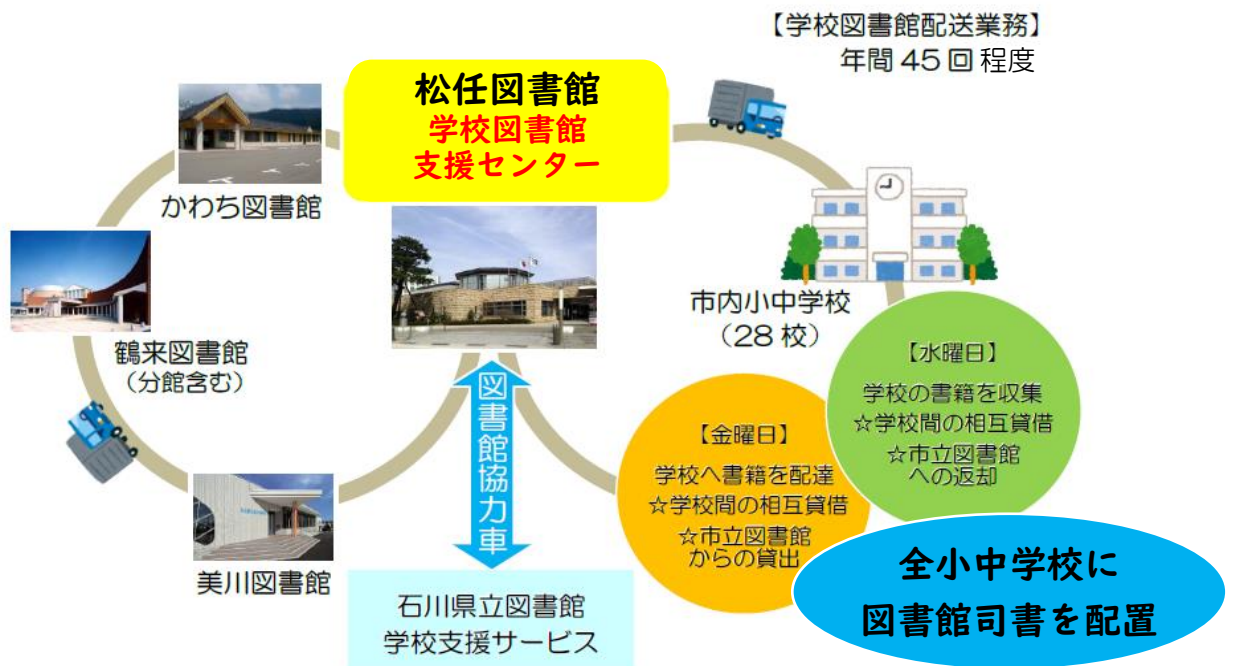 【学校図書館配送業務】
年間 45 回 程度
松任図書館
学校図書館
支援センター
かわち図書館
鶴来図書館
（分館含む）
美川図書館
図書館協力車
石川県立図書館
学校支援サービス
市内小中学校
（28 校）
【水曜日】
学校の書籍を収集
☆学校間の相互貸借
☆市立図書館
への返却
【金曜日】
学校へ書籍を配達
☆学校間の相互貸借
☆市立図書館
からの貸出
全小中学校に
図書館司書を配置